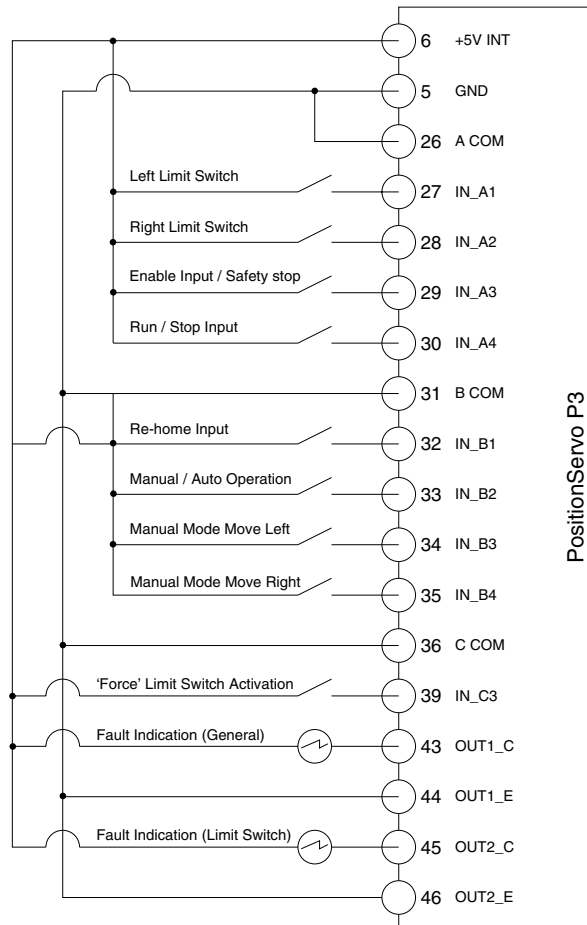 6 +5V INT
5 GND
26 A COM
Left Limit Switch 27 IN_A1
Right Limit Switch 28 IN_A2
Enable Input / Safety stop 29 IN_A3
Run / Stop Input 30 IN_A4
31 B COM
Re-home Input 32 IN_B1
Manual / Auto Operation 33 IN_B2
Manual Mode Move Left 34 IN_B3
Manual Mode Move Right 35 IN_B4
36 C COM
‘Force’ Limit Switch Activation 39 IN_C3
Fault Indication (General) 43 OUT1_C
44 OUT1_E
Fault Indication (Limit Switch) 45 OUT2_C
46 OUT2_E
PositionServo P3